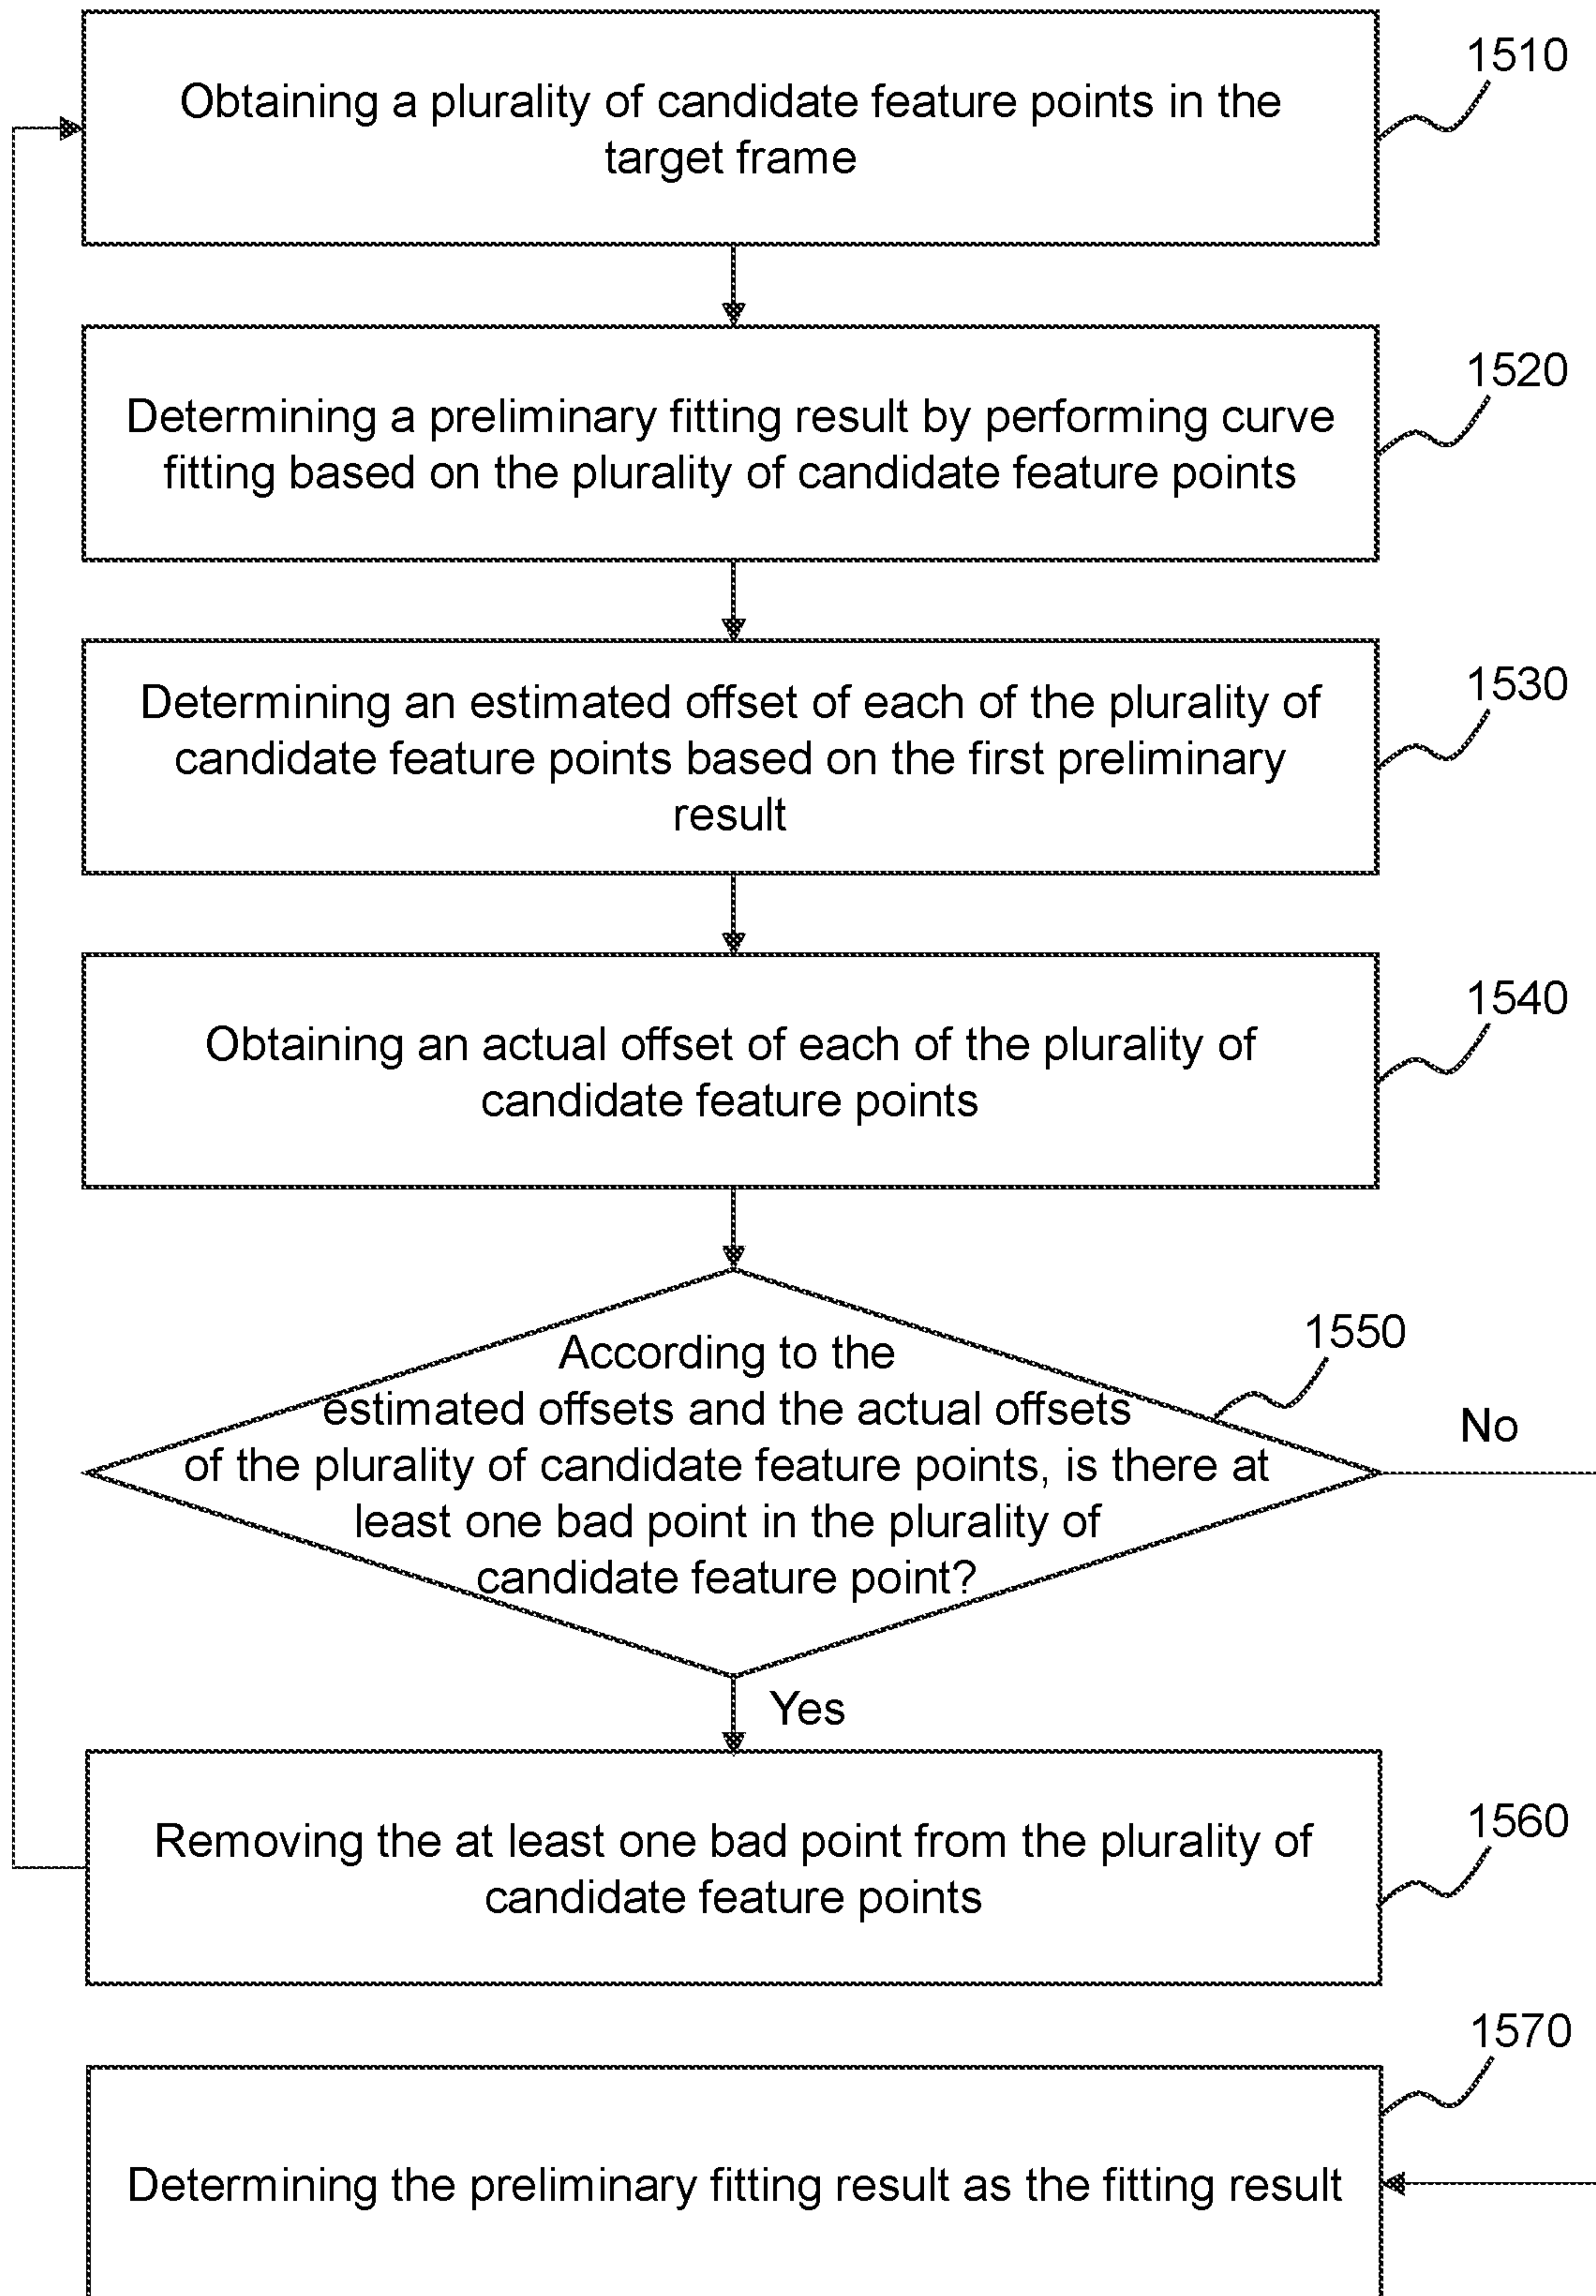 1510
Obtaining a plurality of candidate feature points in the
target frame
1520
Determining a preliminary fitting result by performing curve
fitting based on the plurality of candidate feature points
1530
Determining an estimated offset of each of the plurality of
candidate feature points based on the first preliminary
result
1540
Obtaining an actual offset of each of the plurality of
candidate feature points
1550
According to the
estimated offsets and the actual offsets
of the plurality of candidate feature points, is there at
least one bad point in the plurality of
candidate feature point?
No
Yes
1560
Removing the at least one bad point from the plurality of
candidate feature points
1570
Determining the preliminary fitting result as the fitting result